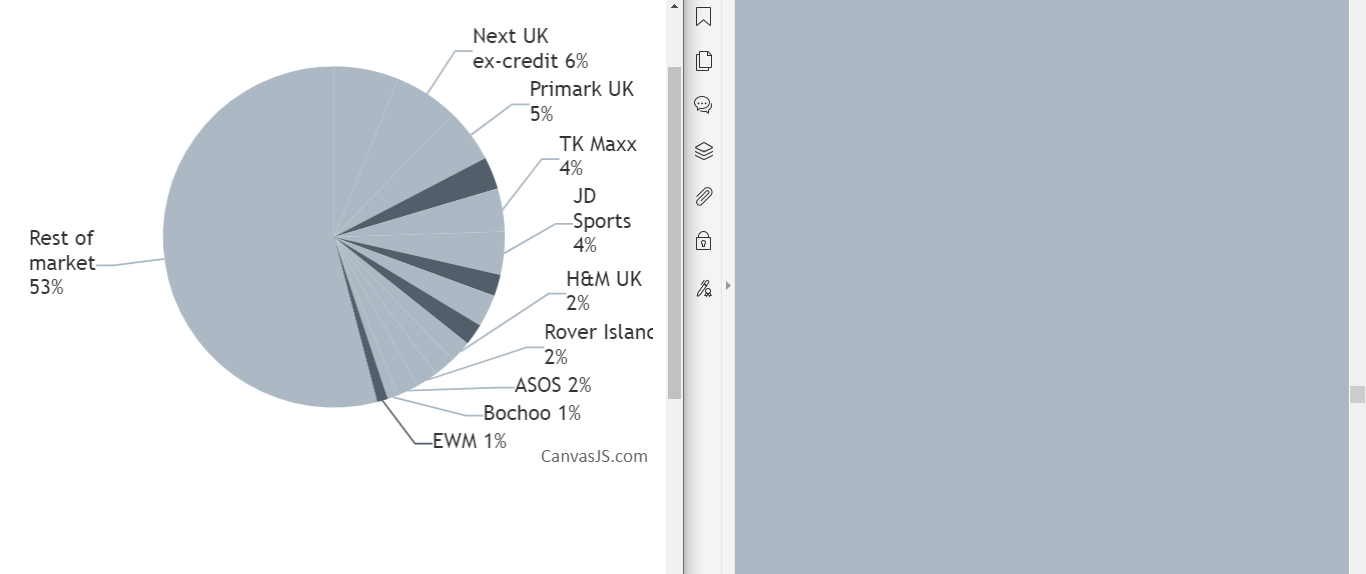 Next UK
ex-credit 6%
Primark UK
5%
TK Maxx
4%
JD
Sports
4%
Rest of
market
53%
H&M UK
2%
Rover Islanc
2%
ASOS 2%
Bochoo 1%
EWM 1%
CanvasJS.com